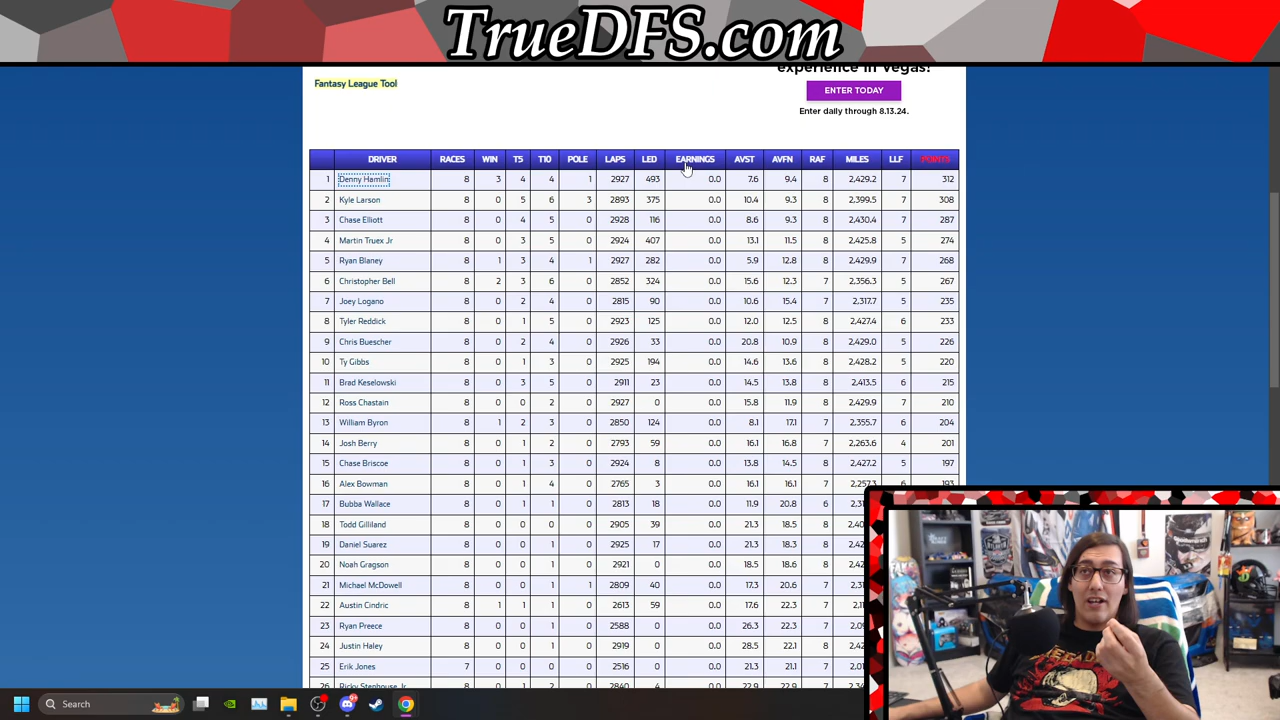 TrueDFS.com
experience in Vegas!
Fantasy League Tool
ENTER TODAY
Enter daily through 8.13.24.
DRIVER RACES WIN T5 T10 POLE LAPS LED EARNINGS AVST AVFN RAF MILES LLF POINTS
1 Denny Hamlin 8 3 4 4 1 2927 493 0.0 7.6 9.4 8 2,429.2 7 312
2 Kyle Larson 8 0 5 6 3 2893 375 0.0 10.4 9.3 8 2,399.5 7 308
3 Chase Elliott 8 0 4 5 0 2928 116 0.0 8.6 9.3 8 2,430.4 7 287
4 Martin Truex Jr 8 0 3 5 0 2924 407 0.0 13.1 11.5 8 2,425.8 5 274
5 Ryan Blaney 8 1 3 4 1 2927 282 0.0 5.9 12.8 8 2,429.9 7 268
6 Christopher Bell 8 2 3 6 0 2852 324 0.0 15.6 12.3 8 2,356.3 5 267
7 Joey Logano 8 0 2 4 0 2815 90 0.0 10.6 15.4 7 2,317.7 5 235
8 Tyler Reddick 8 0 1 5 0 2923 125 0.0 12.0 12.5 8 2,427.4 6 233
9 Chris Buescher 8 0 2 4 0 2926 33 0.0 20.8 10.9 8 2,429.0 5 226
10 Ty Gibbs 8 0 1 3 0 2925 194 0.0 14.6 13.6 8 2,428.2 5 220
11 Brad Keselowski 8 0 3 5 0 2911 23 0.0 14.5 13.8 8 2,413.5 6 215
12 Ross Chastain 8 0 0 2 0 2927 0 0.0 15.8 11.9 8 2,429.9 7 210
13 William Byron 8 1 2 3 0 2850 124 0.0 8.1 17.1 7 2,355.7 6 204
14 Josh Berry 8 0 1 2 0 2793 59 0.0 16.1 16.8 7 2,263.6 4 201
15 Chase Briscoe 8 0 1 3 0 2924 8 0.0 13.8 14.5 8 2,427.2 5 197
16 Alex Bowman 8 0 1 4 0 2765 3 0.0 16.1 16.1 7 2,257.3
17 Bubba Wallace 8 0 1 1 0 2813 18 0.0 11.9 20.8 6
18 Todd Gilliland 8 0 0 0 0 2905 39 0.0 21.3 18.5 8
19 Daniel Suarez 8 0 0 1 0 2925 17 0.0 21.3 18.3 8
20 Noah Gragson 8 0 0 1 0 2921 0 0.0 18.5 18.6 8
21 Michael McDowell 8 0 0 1 1 2809 40 0.0 17.3 20.6 7
22 Austin Cindric 8 1 1 1 0 2613 59 0.0 17.6 22.3 7
23 Ryan Preece 8 0 0 1 0 2588 0 0.0 26.3 22.3 7
24 Justin Haley 8 0 0 1 0 2919 0 0.0 28.5 22.1 8
25 Erik Jones 7 0 0 0 0 2516 0 0.0 21.3 21.1 7
26 Ricky Stenhouse Jr 8 0 1 2 0 2840 4 0.0 22.9 22.9 7
Search